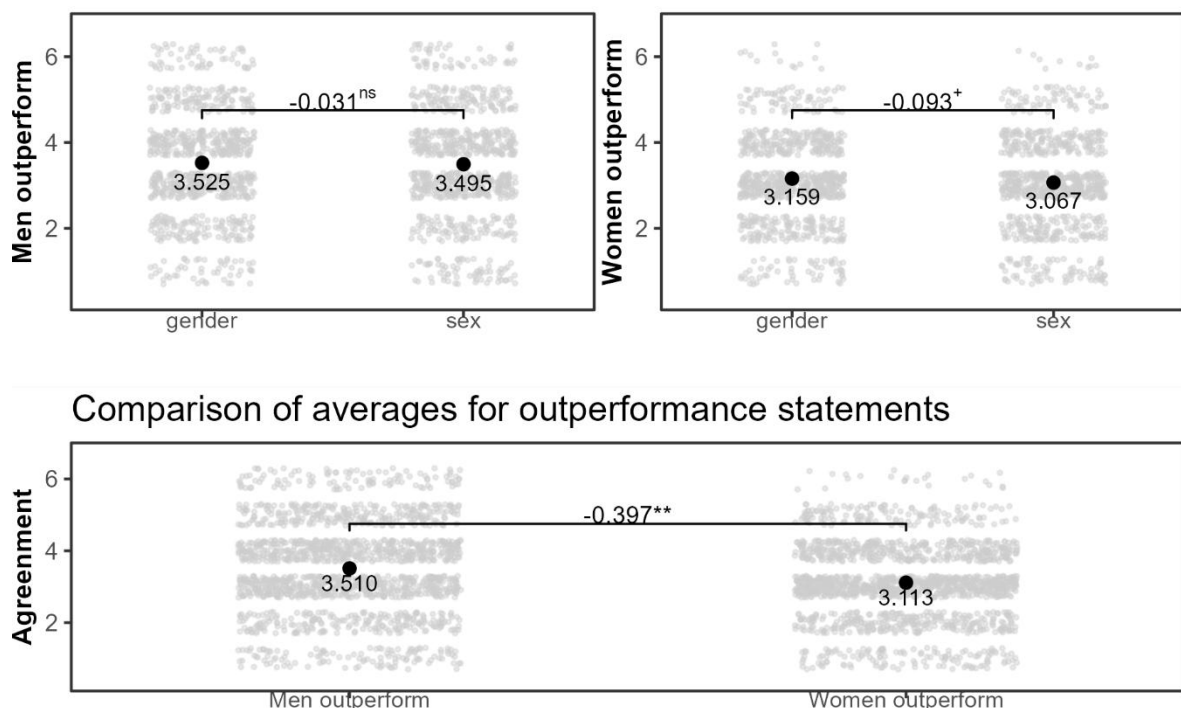 Men outperform
6
4
2
-0.031ns
3.525
3.495
gender
sex
Women outperform
6
4
2
-0.093+
3.159
3.067
gender
sex
Comparison of averages for outperformance statements
Agreenment
6
4
2
-0.397**
3.510
3.113
Men outperform
Women outperform